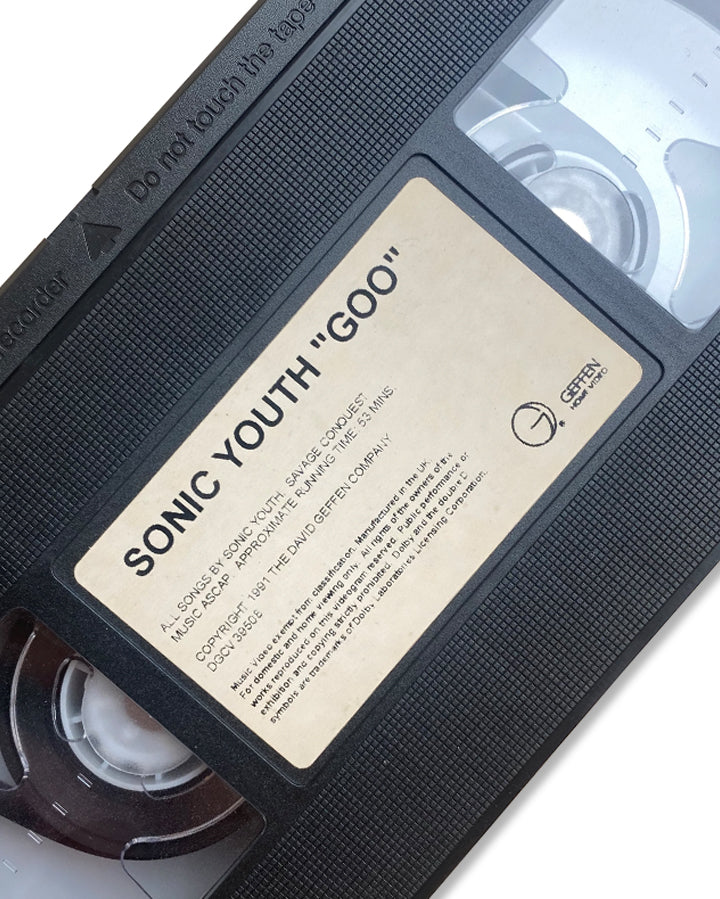 Do not touch the tape
recorder
SONIC YOUTH "GOO"
ALL SONGS BY SONIC YOUTH. SAVAGE CONQUEST
MUSIC ASCAP. APPROXIMATE RUNNING TIME: 53 MINS.
COPYRIGHT 1991 THE DAVID GEFFEN COMPANY
DGCV 39508
Music Video exempt from classification. Manufactured in the UK.
For domestic and home viewing only. All rights of the owners of the
works reproduced on this videogram reserved. Public performance or
exhibition and copying strictly prohibited. Dolby and the double D
symbols are trademarks of Dolby Laboratories Licensing Corporation.
GEFFEN
HOME VIDEO